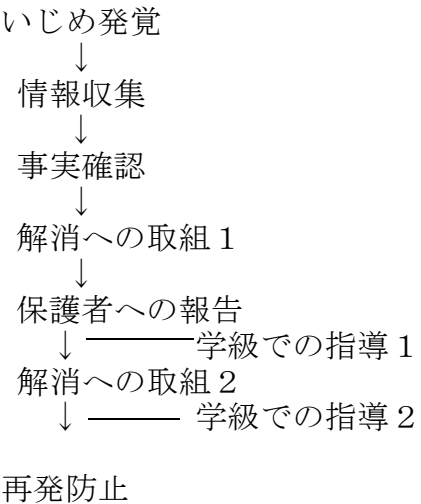 いじめ発覚
↓
情報収集
↓
事実確認
↓
解消への取組１
↓
保護者への報告
↓ ―――学級での指導１
解消への取組２
↓ ――― 学級での指導２
再発防止